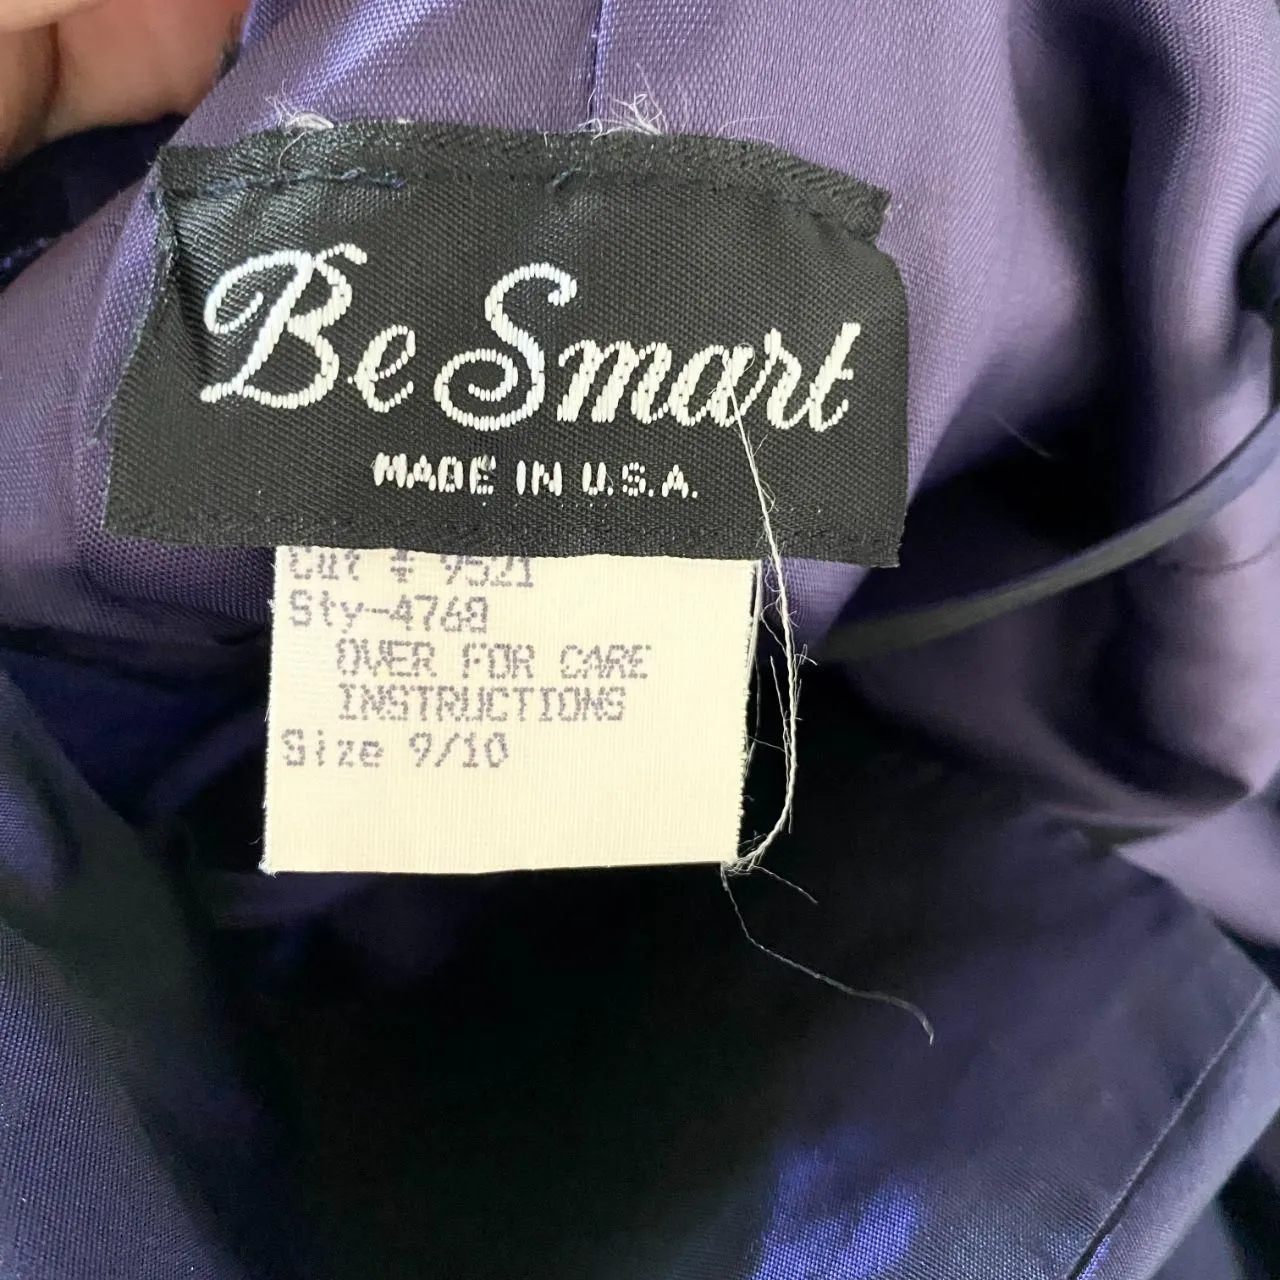 Be Smart
MADE IN U.S.A.
Cut # 9521
Sty-4768
OVER FOR CARE
INSTRUCTIONS
Size 9/10